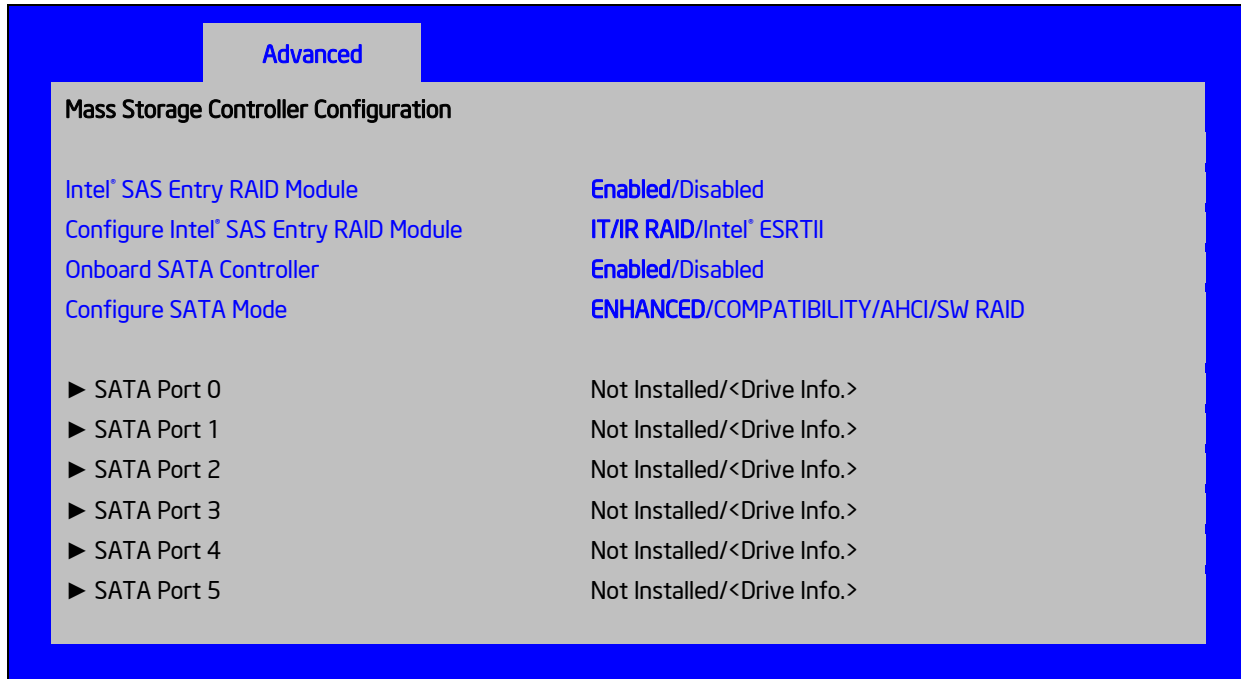 Advanced
Mass Storage Controller Configuration
Intel® SAS Entry RAID Module Enabled/Disabled
Configure Intel® SAS Entry RAID Module IT/IR RAID/Intel® ESRTII
Onboard SATA Controller Enabled/Disabled
Configure SATA Mode ENHANCED/COMPATIBILITY/AHCI/SW RAID
► SATA Port 0 Not Installed/<Drive Info.>
► SATA Port 1 Not Installed/<Drive Info.>
► SATA Port 2 Not Installed/<Drive Info.>
► SATA Port 3 Not Installed/<Drive Info.>
► SATA Port 4 Not Installed/<Drive Info.>
► SATA Port 5 Not Installed/<Drive Info.>